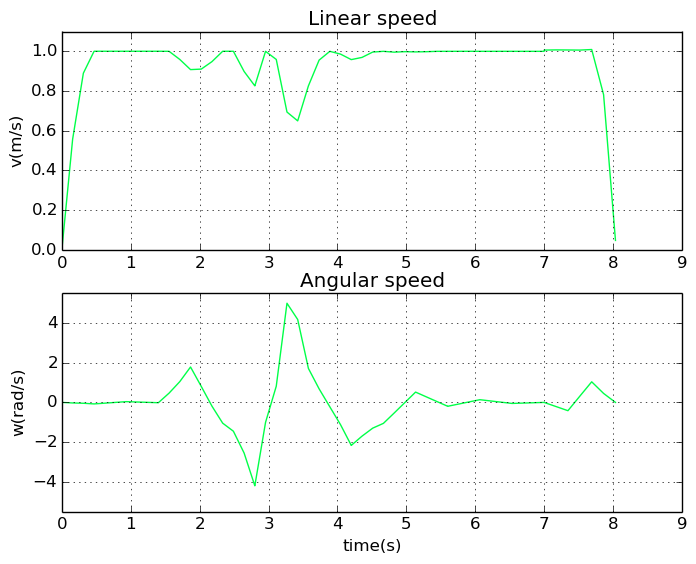 Linear speed
v(m/s)
1.0
0.8
0.6
0.4
0.2
0.0
0 1 2 3 4 5 6 7 8 9
Angular speed
w(rad/s)
4
2
0
−2
−4
0 1 2 3 4 5 6 7 8 9
time(s)